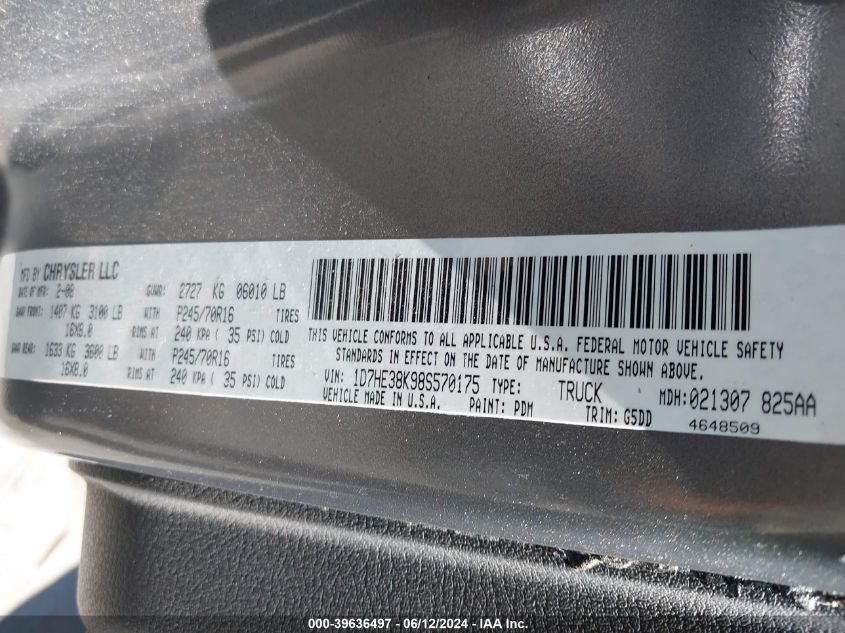 MFD BY CHRYSLER LLC
DATE OF MFR: 2-08 GVWR: 2727 KG 06010 LB
GAWR FRONT: 1407 KG 3100 LB WITH P245/70R16 TIRES
16X8.0 RIMS AT 240 KPA ( 35 PSI) COLD
GAWR REAR: 1633 KG 3600 LB WITH P245/70R16 TIRES
16X8.0 RIMS AT 240 KPA ( 35 PSI) COLD
THIS VEHICLE CONFORMS TO ALL APPLICABLE U.S.A. FEDERAL MOTOR VEHICLE SAFETY
STANDARDS IN EFFECT ON THE DATE OF MANUFACTURE SHOWN ABOVE.
VIN: 1D7HE38K98S570175 TYPE: TRUCK MDH:021307 825AA
VEHICLE MADE IN U.S.A. PAINT: PDM TRIM: G5DD 4648509
000-39636497 - 06/12/2024 - IAA Inc.